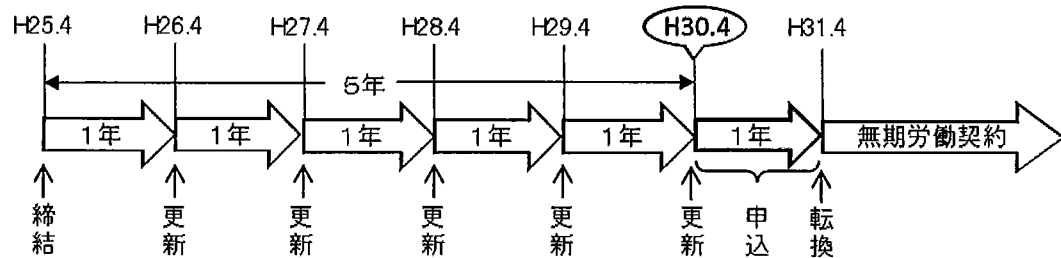 H25.4 H26.4 H27.4 H28.4 H29.4 H30.4 H31.4
5年
1年 1年 1年 1年 1年 1年 無期労働契約
締結 更新 更新 更新 更新 更新 申込 転換